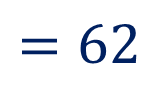 = 62